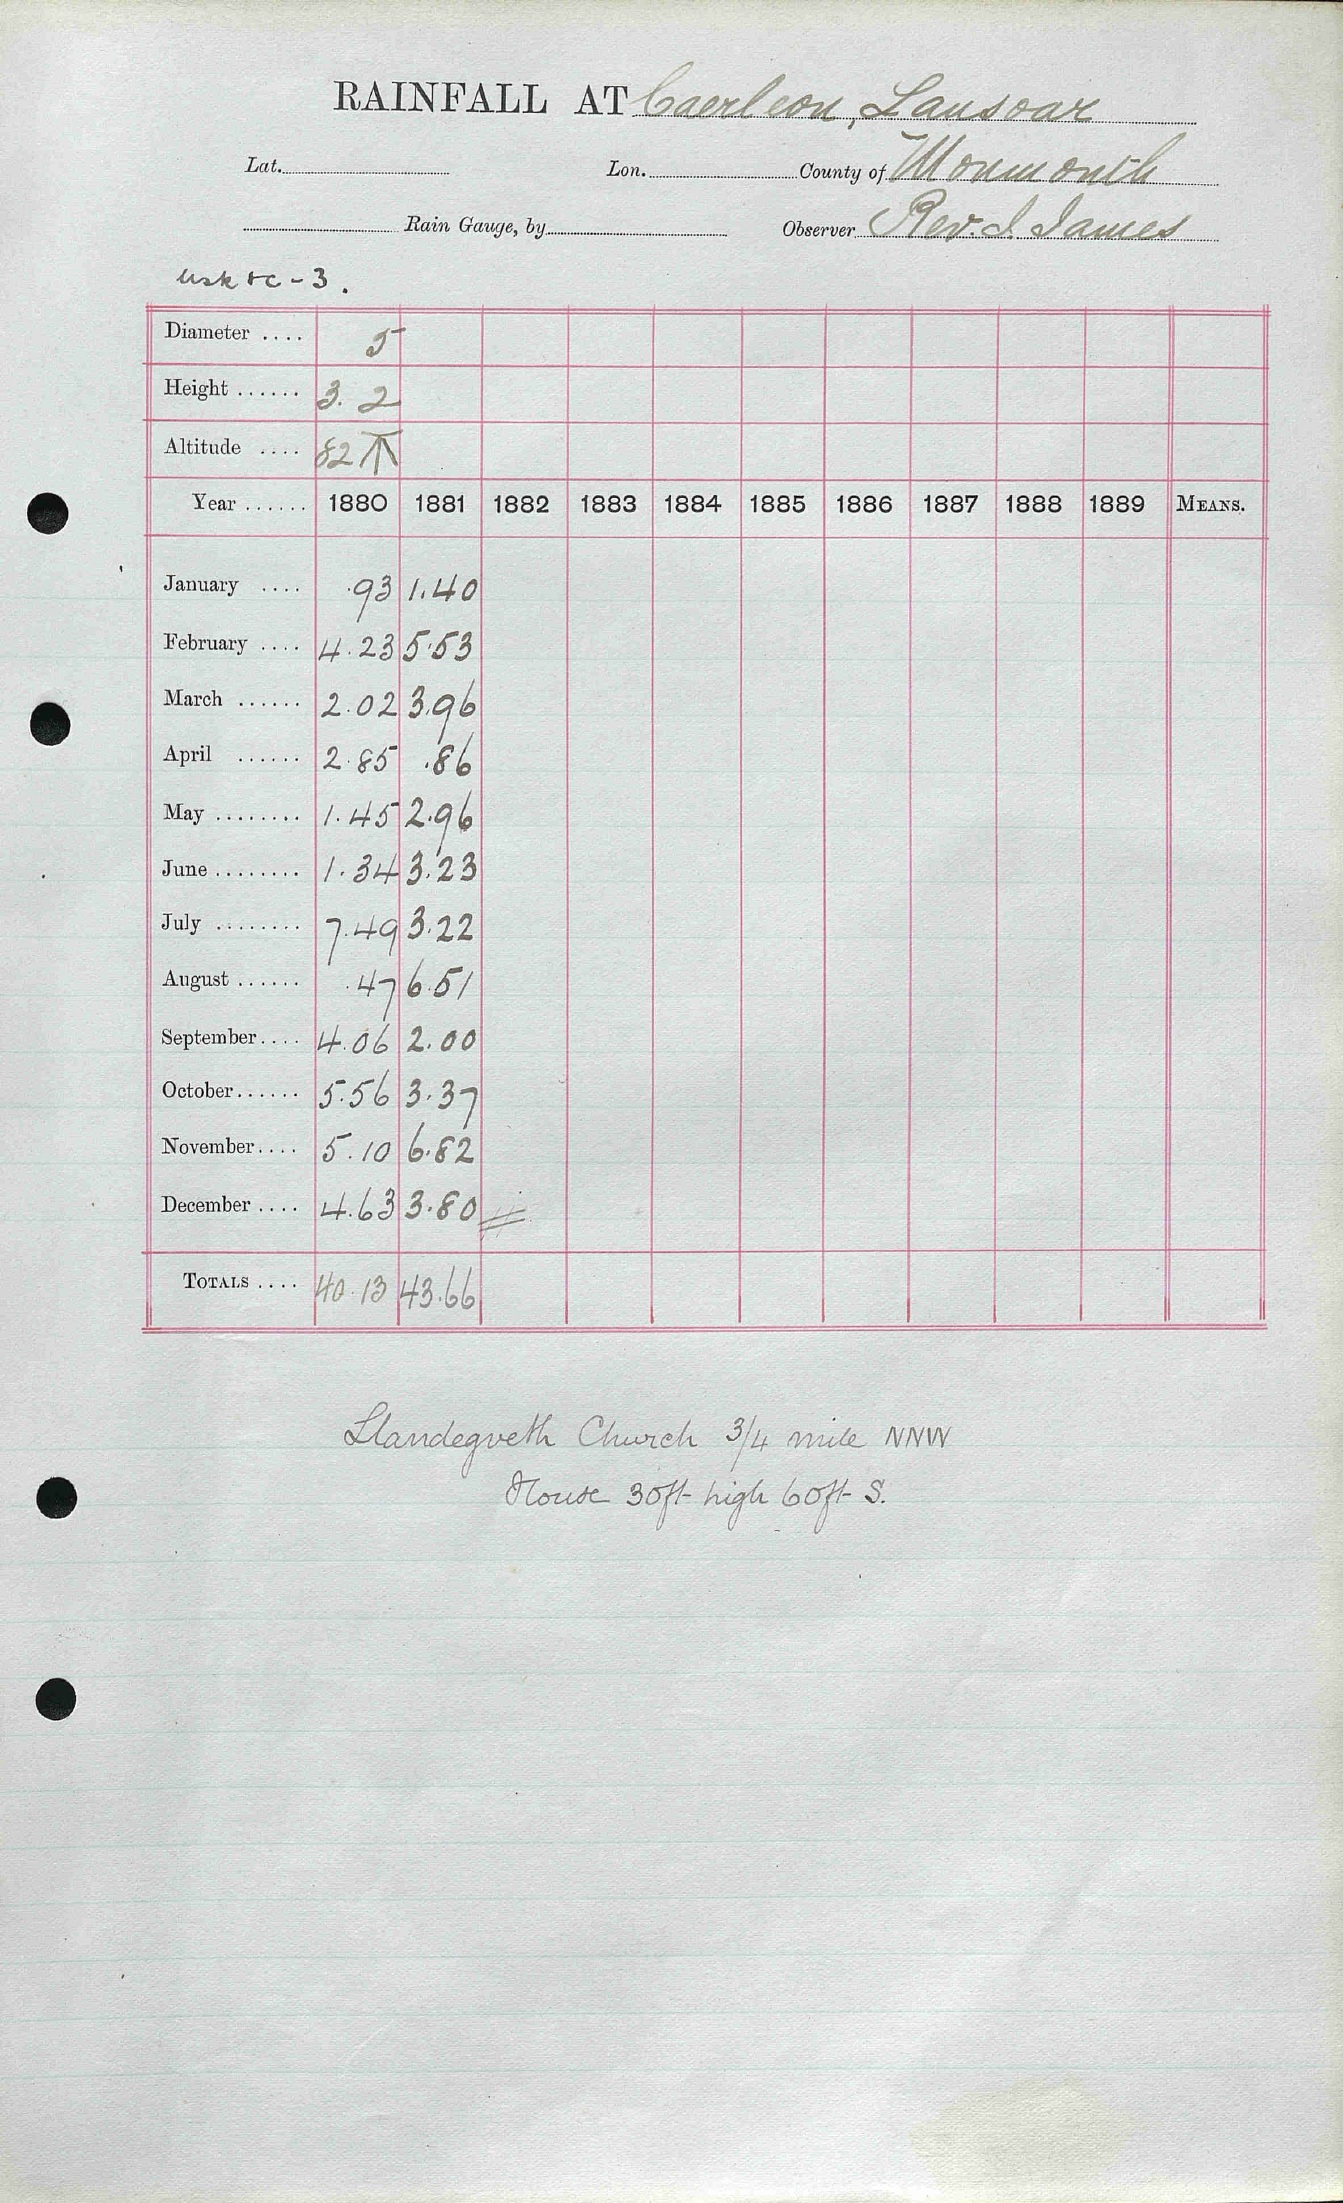 RAINFALL AT Caerleon, Lansoar
Lat. Lon. County of Monmouth
Rain Gauge, by Observer Rev. I. James
Usk &c - 3.
Diameter .... 5
Height ...... 3. 2
Altitude .... 82
Year ...... 1880 1881 1882 1883 1884 1885 1886 1887 1888 1889 MEANS.
January .... .93 1.40
February .... 4.23 5.53
March ...... 2.02 3.96
April ...... 2.85 .86
May ........ 1.45 2.96
June ........ 1.34 3.23
July ........ 7.49 3.22
August ...... .47 6.51
September .... 4.06 2.00
October ...... 5.56 3.37
November .... 5.10 6.82
December .... 4.63 3.80
TOTALS .... 40.13 43.66
Llandegveth Church 3/4 mile NNW
House 30ft high 60ft S.